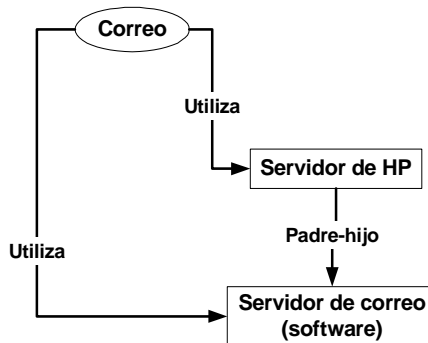 Correo
Utiliza
Servidor de HP
Padre-hijo
Utiliza
Servidor de correo
(software)